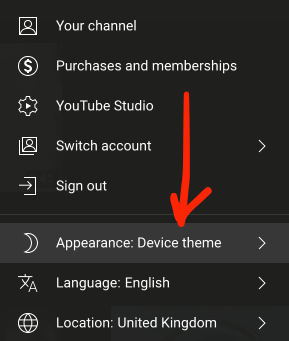 Your channel
Purchases and memberships
YouTube Studio
Switch account
Sign out
Appearance: Device theme
Language: English
Location: United Kingdom